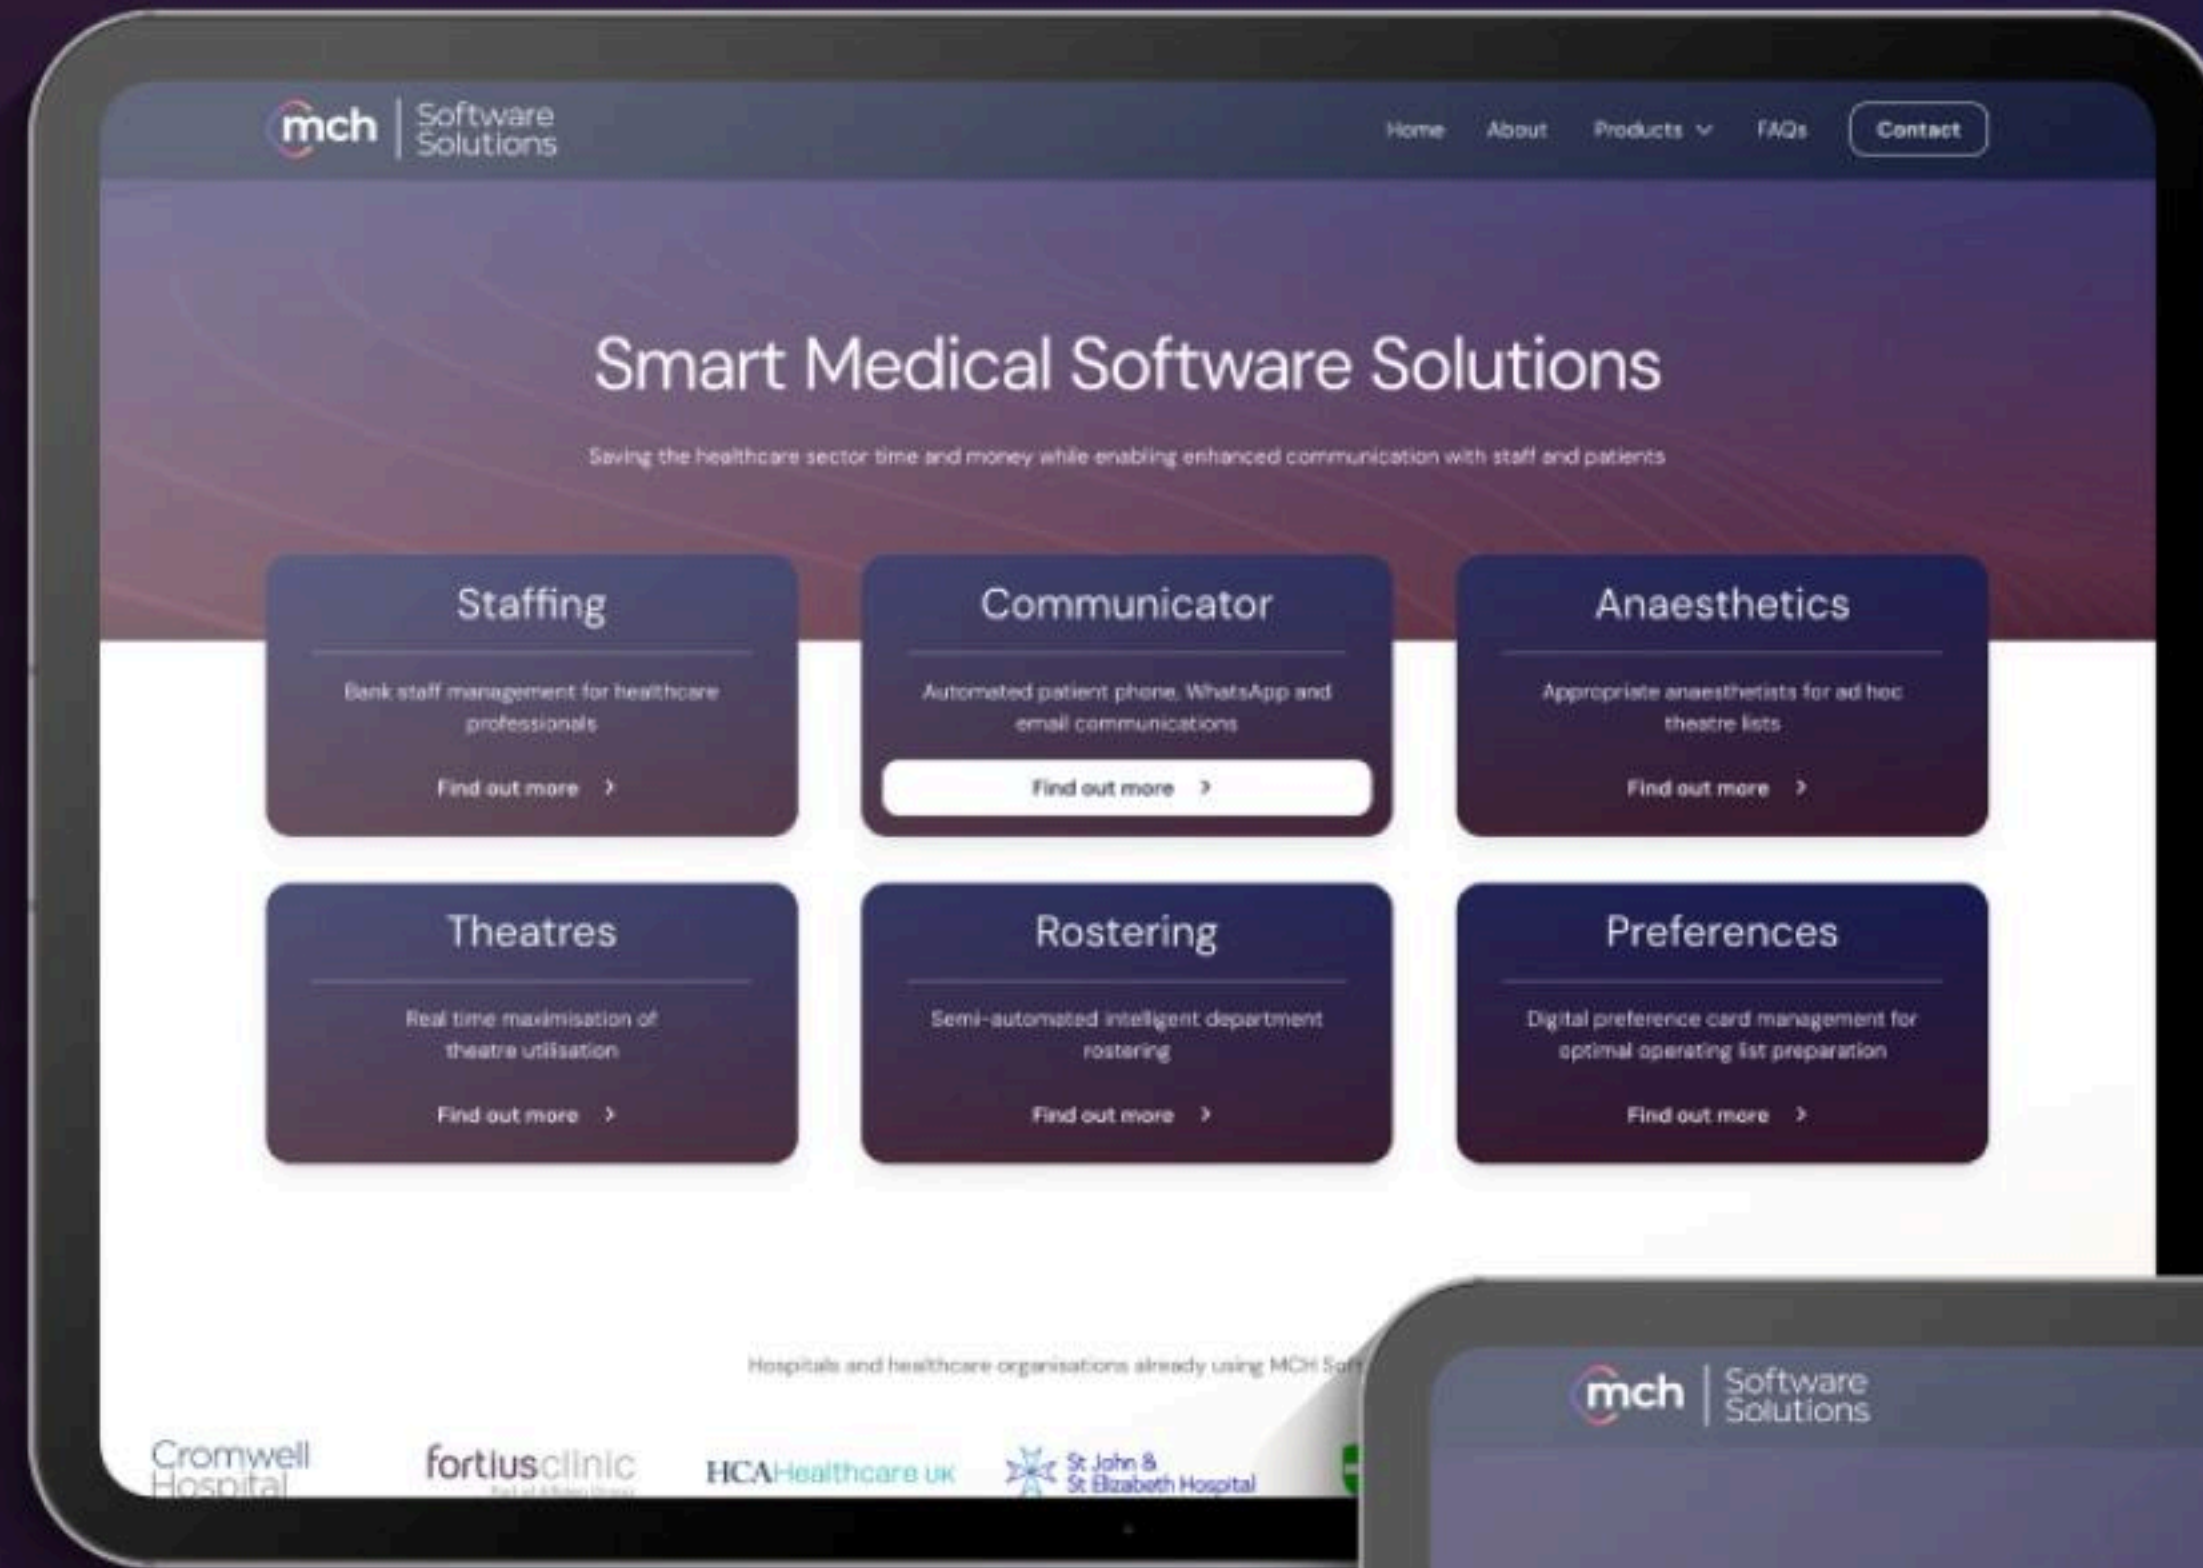 mch
Software
Solutions
Home
About
Products
FAQs
Contact
Smart Medical Software Solutions
Saving the healthcare sector time and money while enabling enhanced communication with staff and patients
Staffing
Bank staff management for healthcare
professionals
Find out more
Communicator
Automated patient phone, WhatsApp and
email communications
Find out more
Anaesthetics
Appropriate anaesthetists for ad hoc
theatre lists
Find out more
Theatres
Real time maximisation of
theatre utilisation
Find out more
Rostering
Semi-automated intelligent department
rostering
Find out more
Preferences
Digital preference card management for
optimal operating list preparation
Find out more
Hospitals and healthcare organisations already using MCH
Cromwell
Hospital
fortiusclinic
HCAHealthcare UK
St John &
St Elizabeth Hospital
mch
Software
Solutions